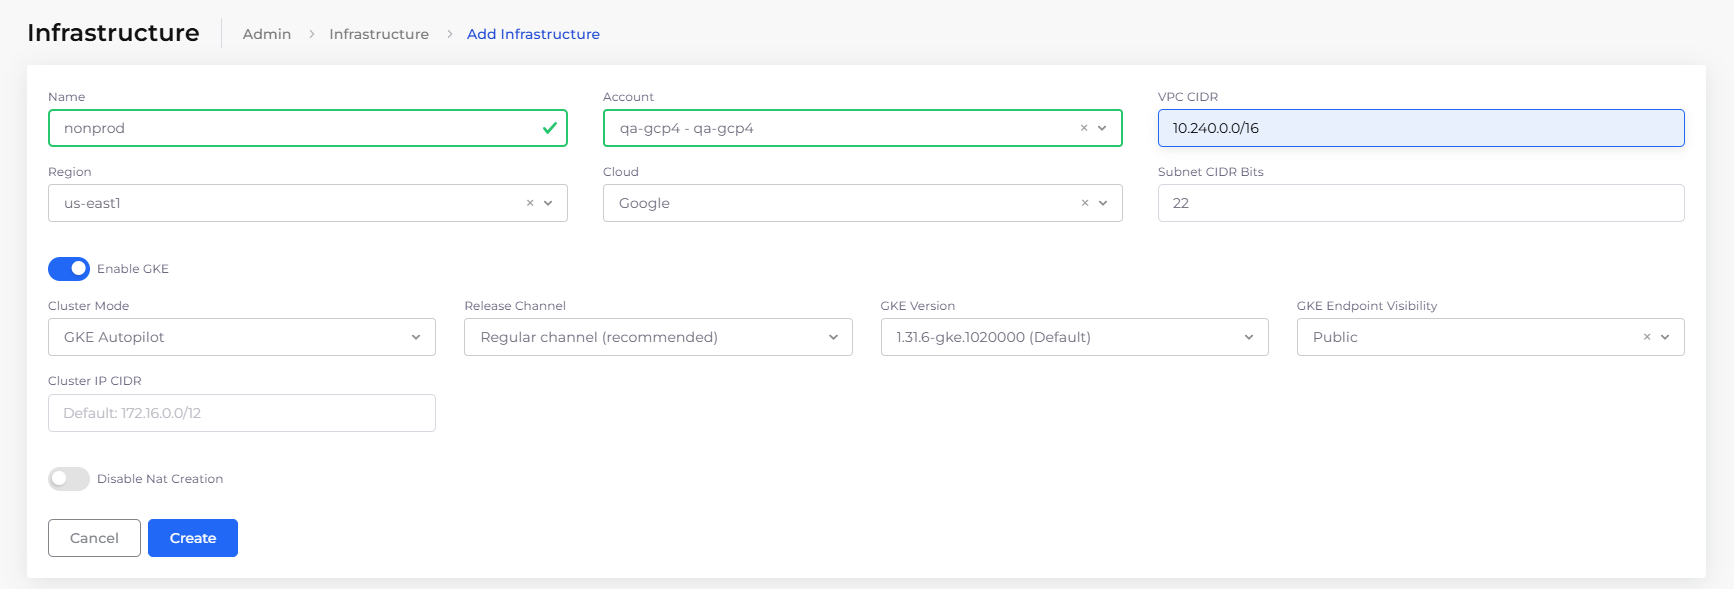 Infrastructure Admin > Infrastructure > Add Infrastructure
Name Account VPC CIDR
nonprod qa-gcp4 - qa-gcp4 × 10.240.0.0/16
Region Cloud Subnet CIDR Bits
us-east1 × Google × 22
Enable GKE
Cluster Mode Release Channel GKE Version GKE Endpoint Visibility
GKE Autopilot Regular channel (recommended) 1.31.6-gke.1020000 (Default) Public ×
Cluster IP CIDR
Default: 172.16.0.0/12
Disable Nat Creation
Cancel Create